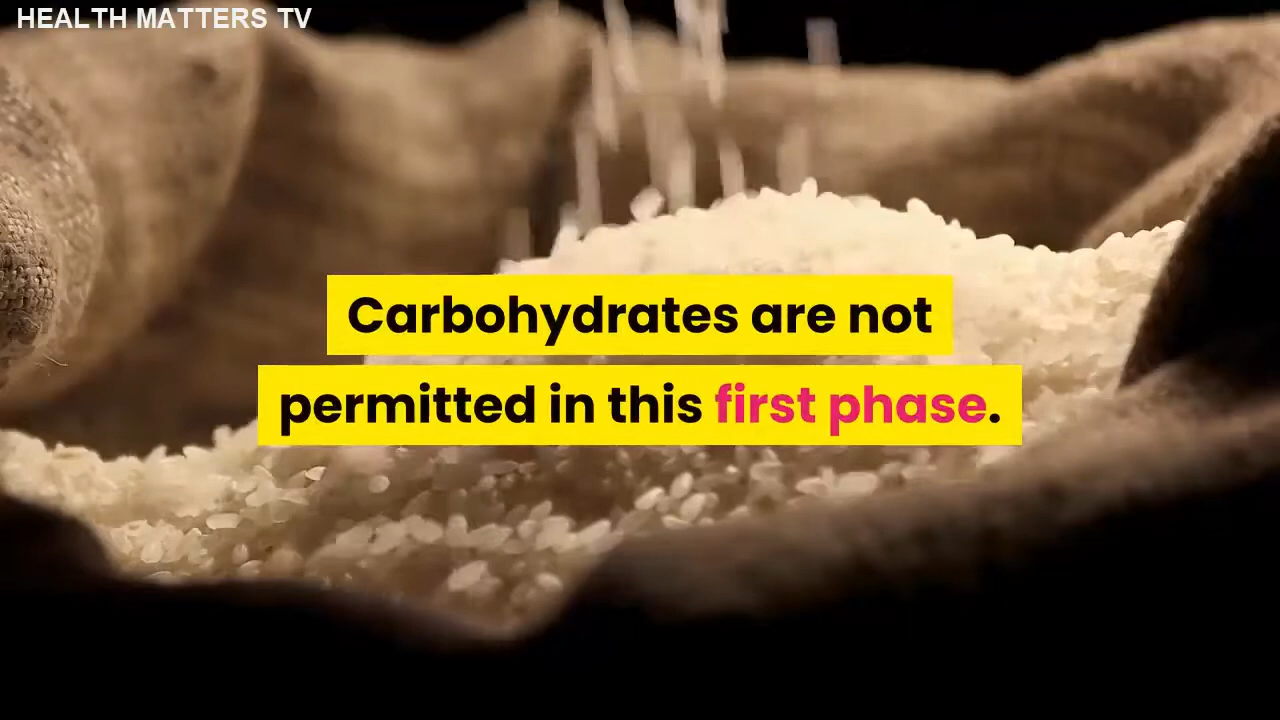 HEALTH MATTERS TV
Carbohydrates are not
permitted in this first phase.